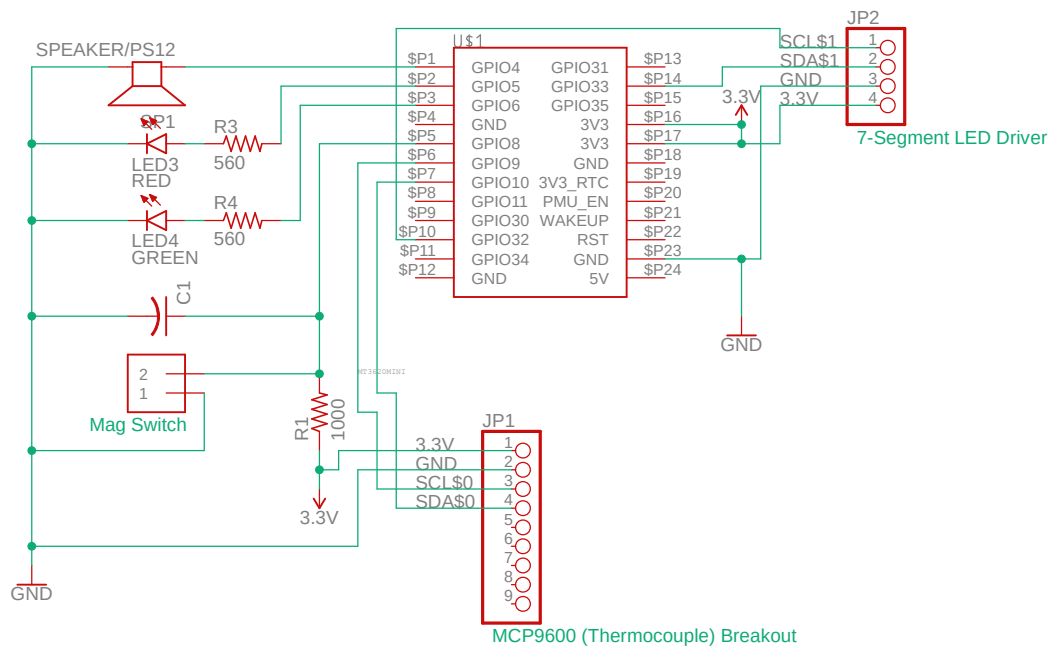 SPEAKER/PS12
SP1
LED3
RED
R3
560
LED4
GREEN
R4
560
C1
2
1
Mag Switch
R1
1000
3.3V
GND
U$1
$P1
$P2
$P3
$P4
$P5
$P6
$P7
$P8
$P9
$P10
$P11
$P12
GPIO4
GPIO5
GPIO6
GND
GPIO8
GPIO9
GPIO10
GPIO11
GPIO30
GPIO32
GPIO34
GND
GPIO31
GPIO33
GPIO35
3V3
3V3
GND
3V3_RTC
PMU_EN
WAKEUP
RST
GND
5V
$P13
$P14
$P15
$P16
$P17
$P18
$P19
$P20
$P21
$P22
$P23
$P24
MT3620MINI
3.3V
GND
JP2
SCL$1 1
SDA$1 2
GND 3
3.3V 4
7-Segment LED Driver
JP1
3.3V 1
GND 2
SCL$0 3
SDA$0 4
5
6
7
8
9
MCP9600 (Thermocouple) Breakout